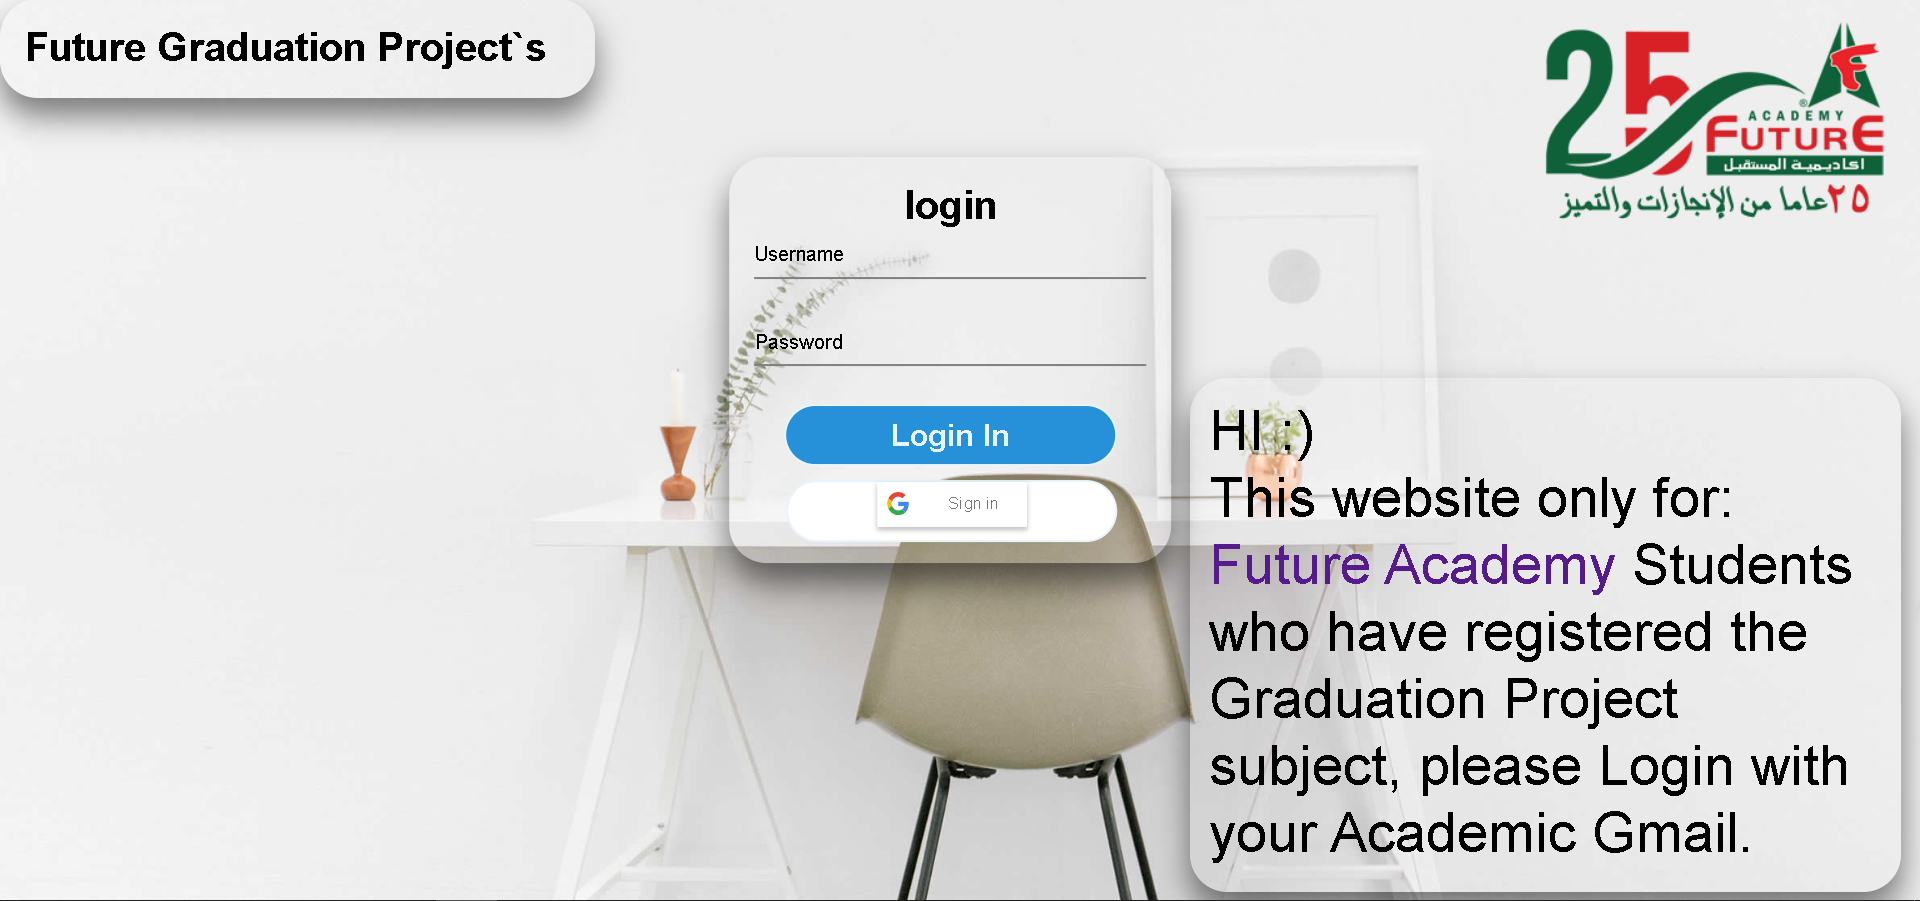 Future Graduation Project`s
25
ACADEMY
FUTURE
اكاديمية المستقبل
٢٥ عاما من الإنجازات والتميز
login
Username
Password
Login In
Sign in
HI :)
This website only for:
Future Academy Students
who have registered the
Graduation Project
subject, please Login with
your Academic Gmail.